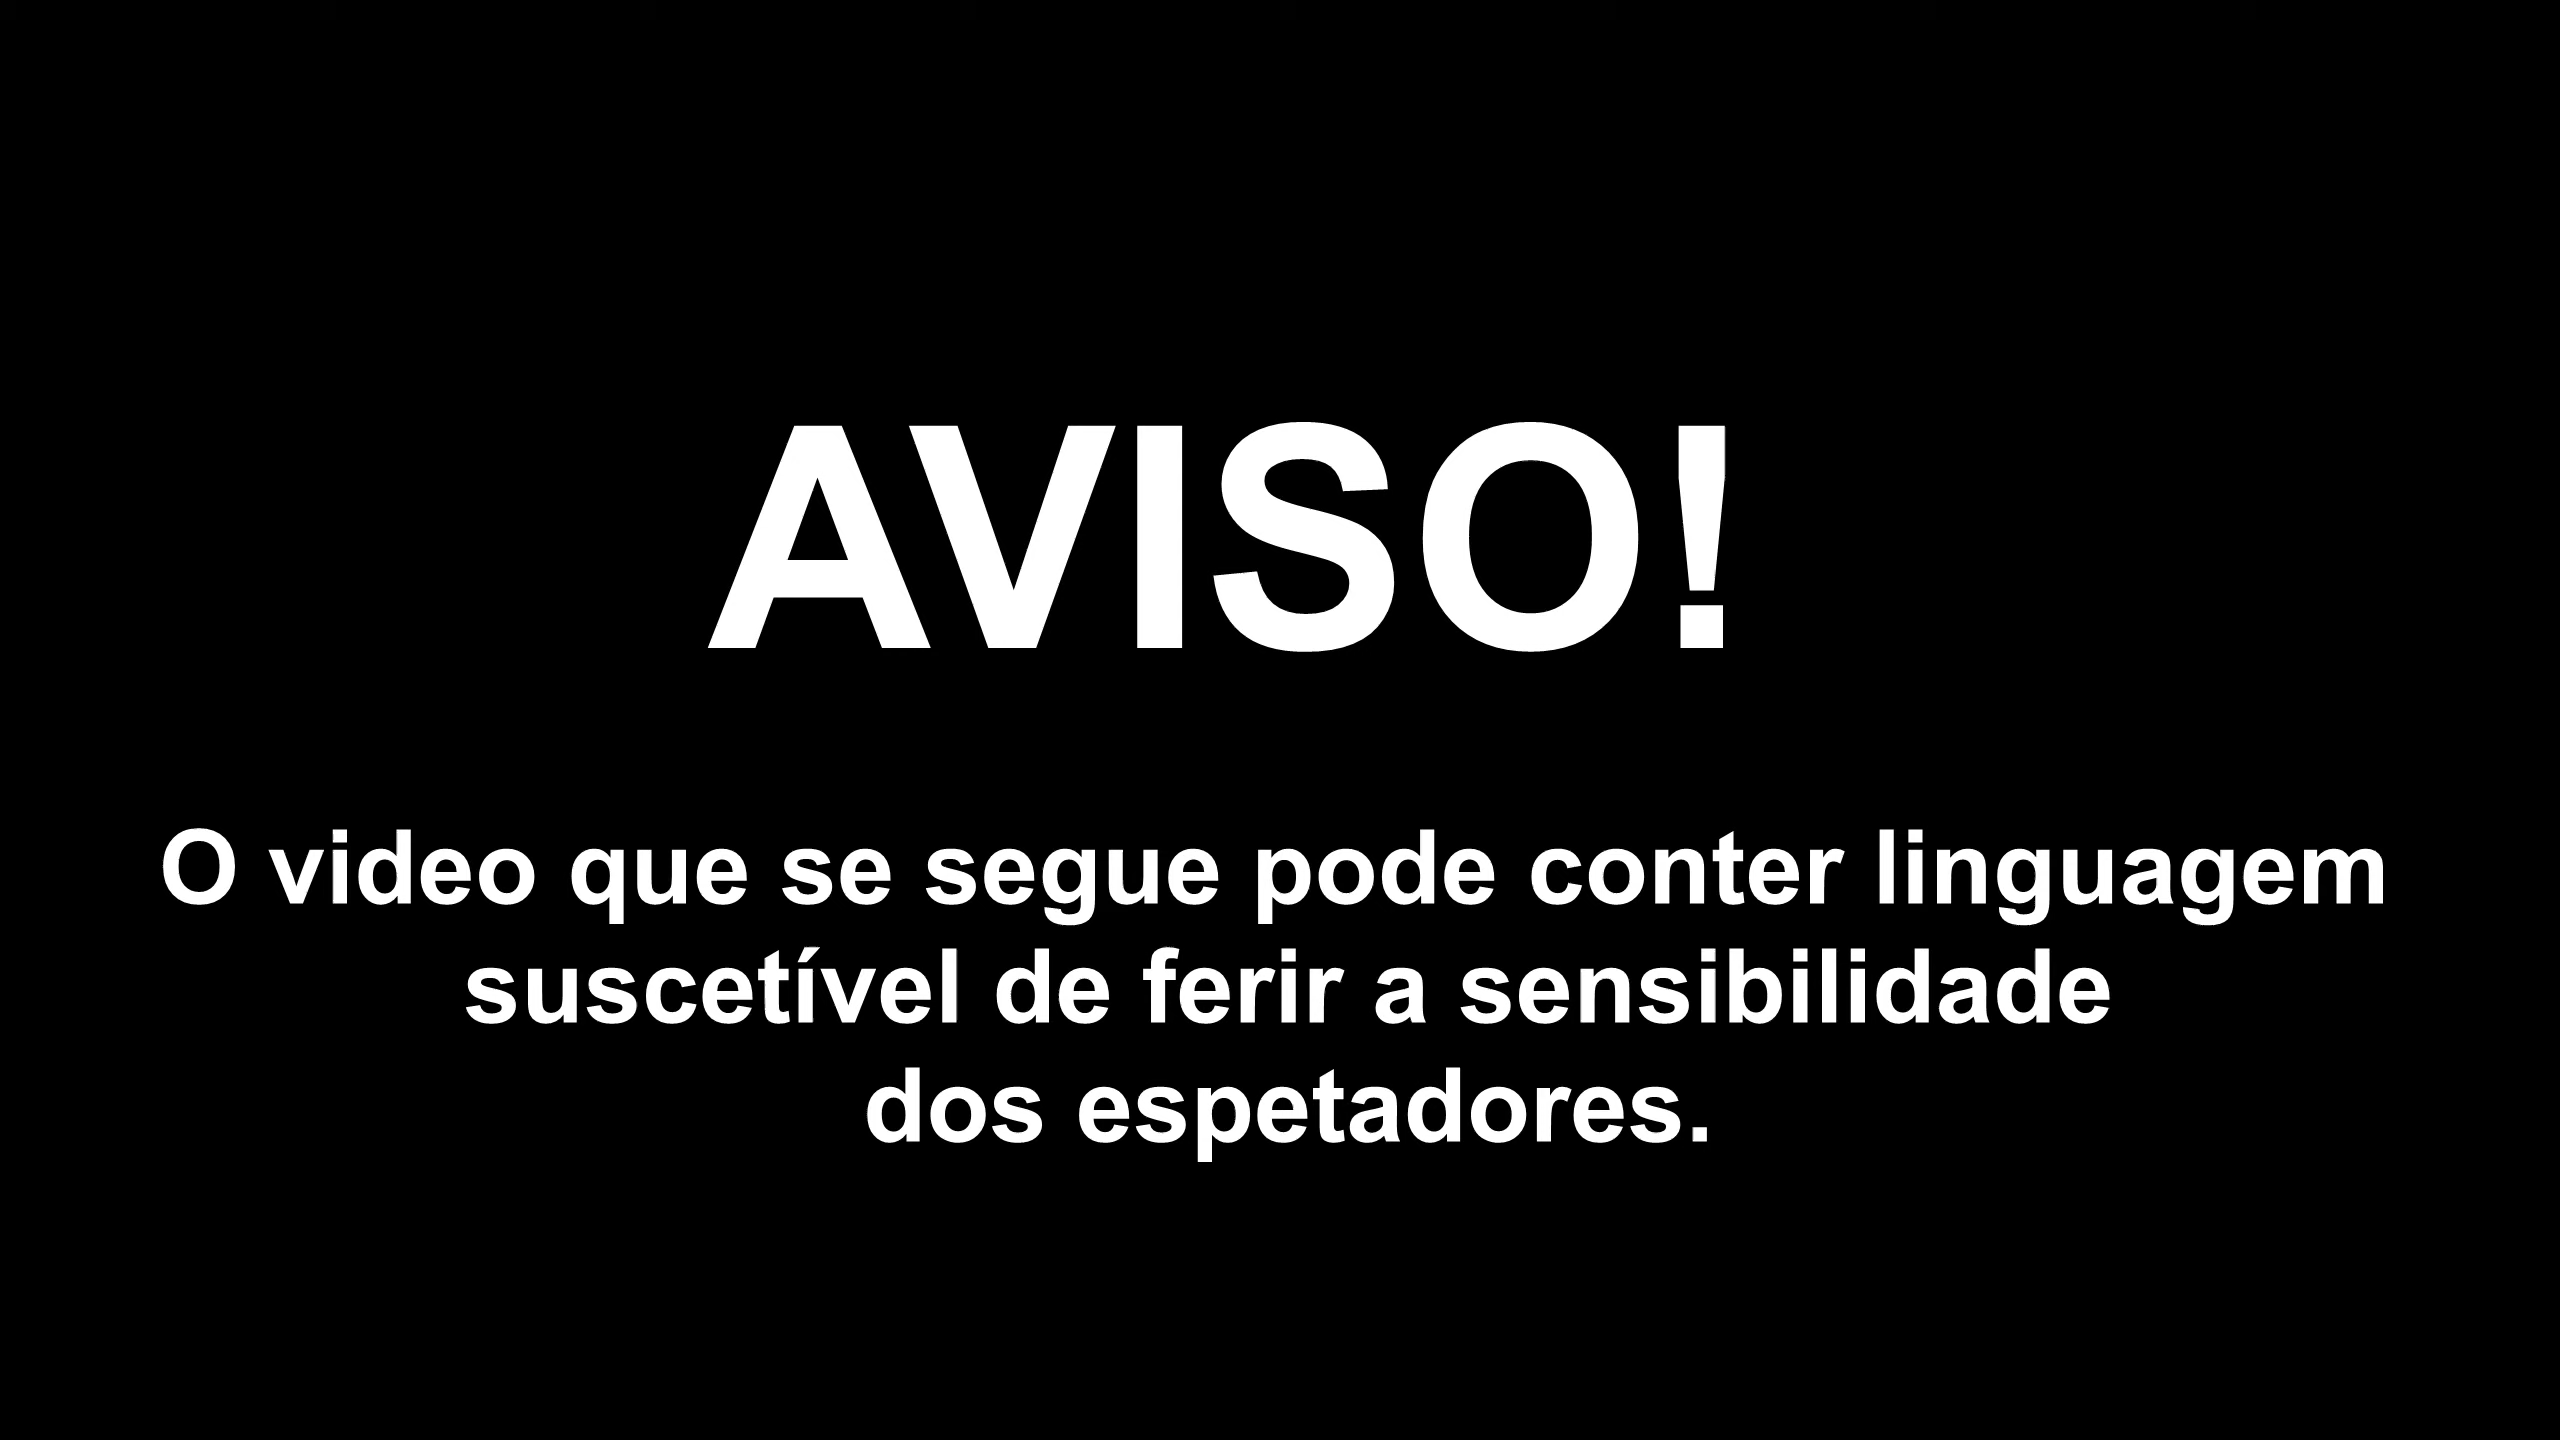 AVISO!
O video que se segue pode conter linguagem
suscetível de ferir a sensibilidade
dos espetadores.